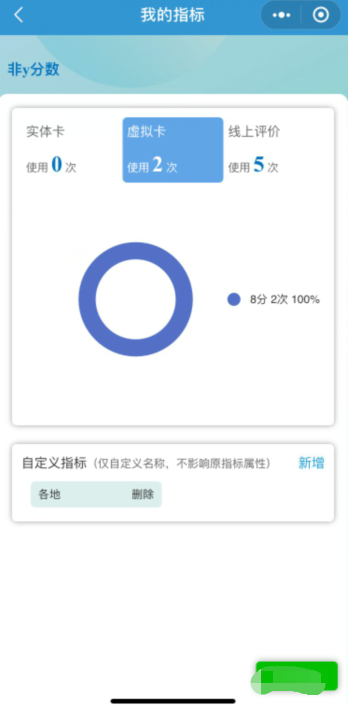 我的指标
非y分数
实体卡 虚拟卡 线上评价
使用 0 次 使用 2 次 使用 5 次
8分 2次 100%
自定义指标（仅自定义名称，不影响原指标属性） 新增
各地 删除